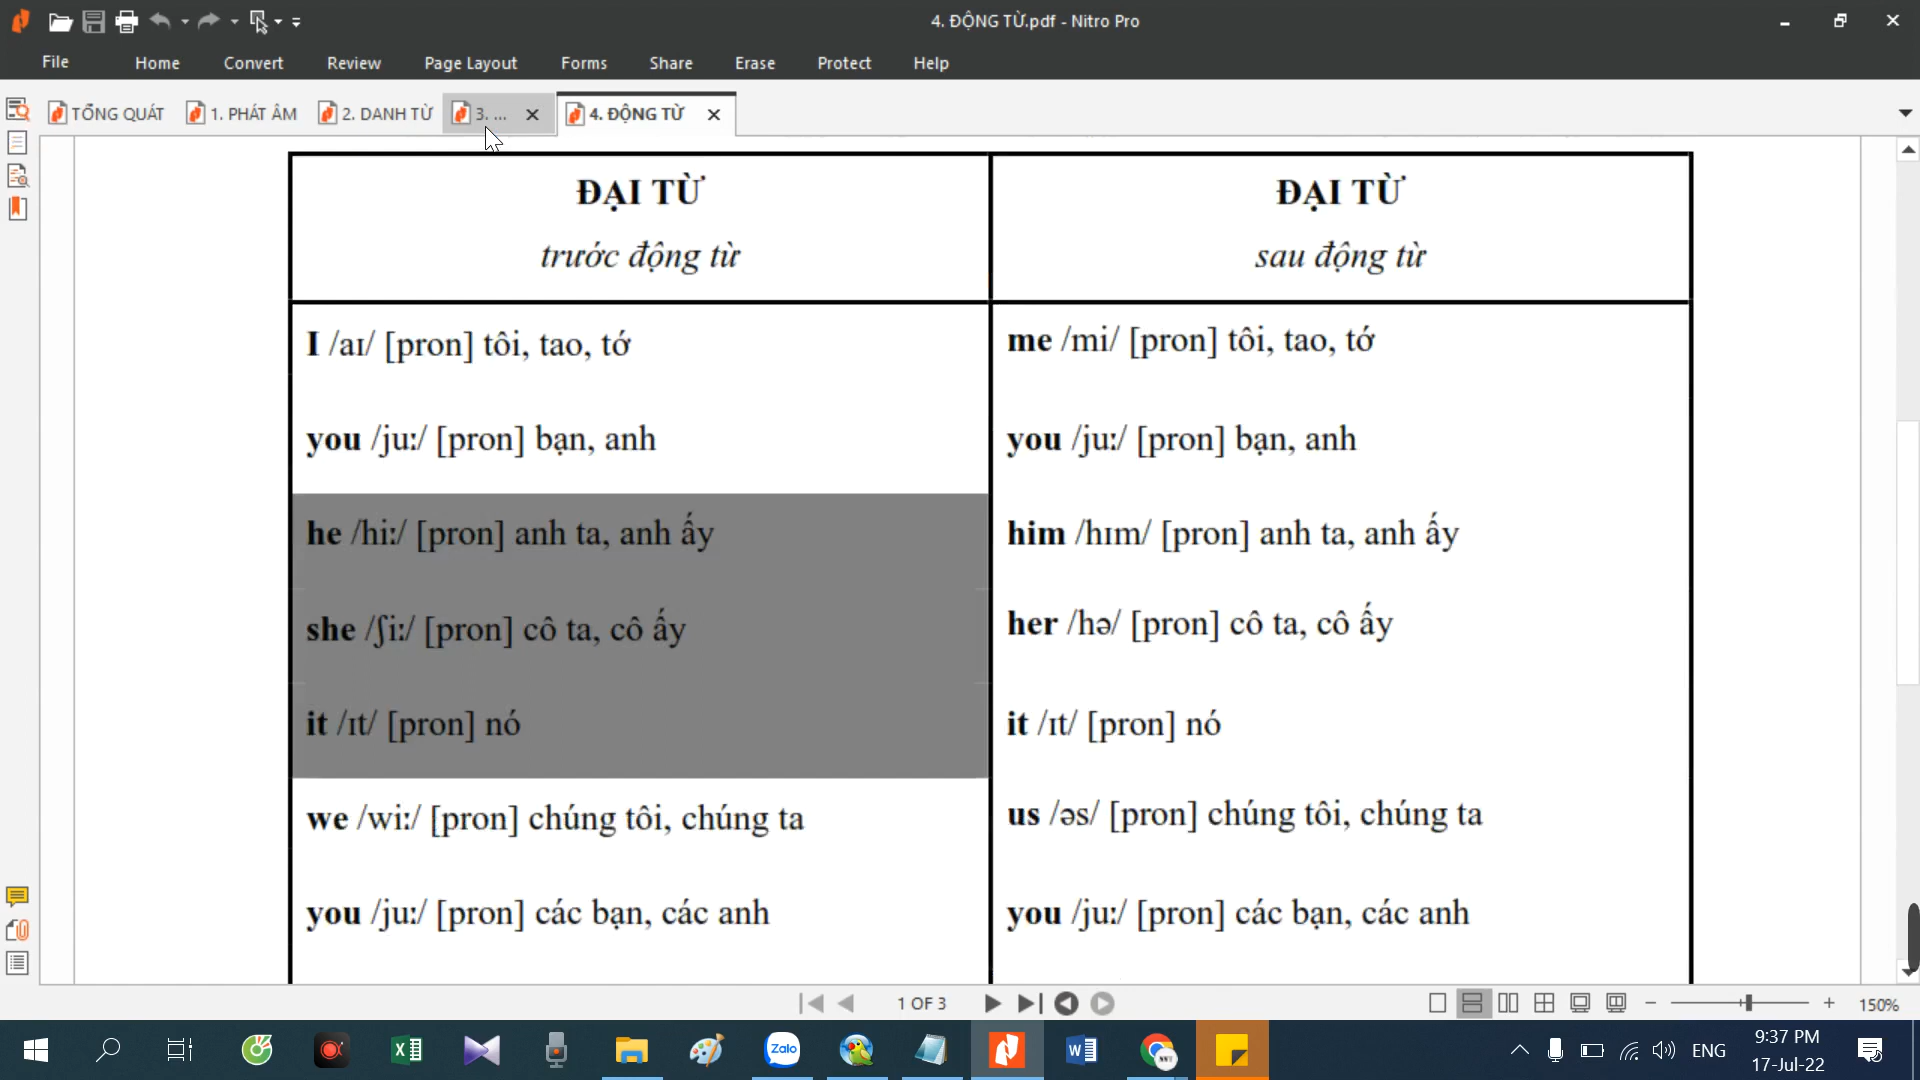 4. ĐỘNG TỪ.pdf - Nitro Pro
File Home Convert Review Page Layout Forms Share Erase Protect Help
TỔNG QUÁT 1. PHÁT ÂM 2. DANH TỪ 3. ... 4. ĐỘNG TỪ
ĐẠI TỪ
trước động từ
ĐẠI TỪ
sau động từ
I /aɪ/ [pron] tôi, tao, tớ
you /ju:/ [pron] bạn, anh
he /hi:/ [pron] anh ta, anh ấy
she /ʃi:/ [pron] cô ta, cô ấy
it /ɪt/ [pron] nó
we /wi:/ [pron] chúng tôi, chúng ta
you /ju:/ [pron] các bạn, các anh
me /mi/ [pron] tôi, tao, tớ
you /ju:/ [pron] bạn, anh
him /hɪm/ [pron] anh ta, anh ấy
her /hə/ [pron] cô ta, cô ấy
it /ɪt/ [pron] nó
us /əs/ [pron] chúng tôi, chúng ta
you /ju:/ [pron] các bạn, các anh
1 OF 3
150%
Zalo
ENG
9:37 PM
17-Jul-22